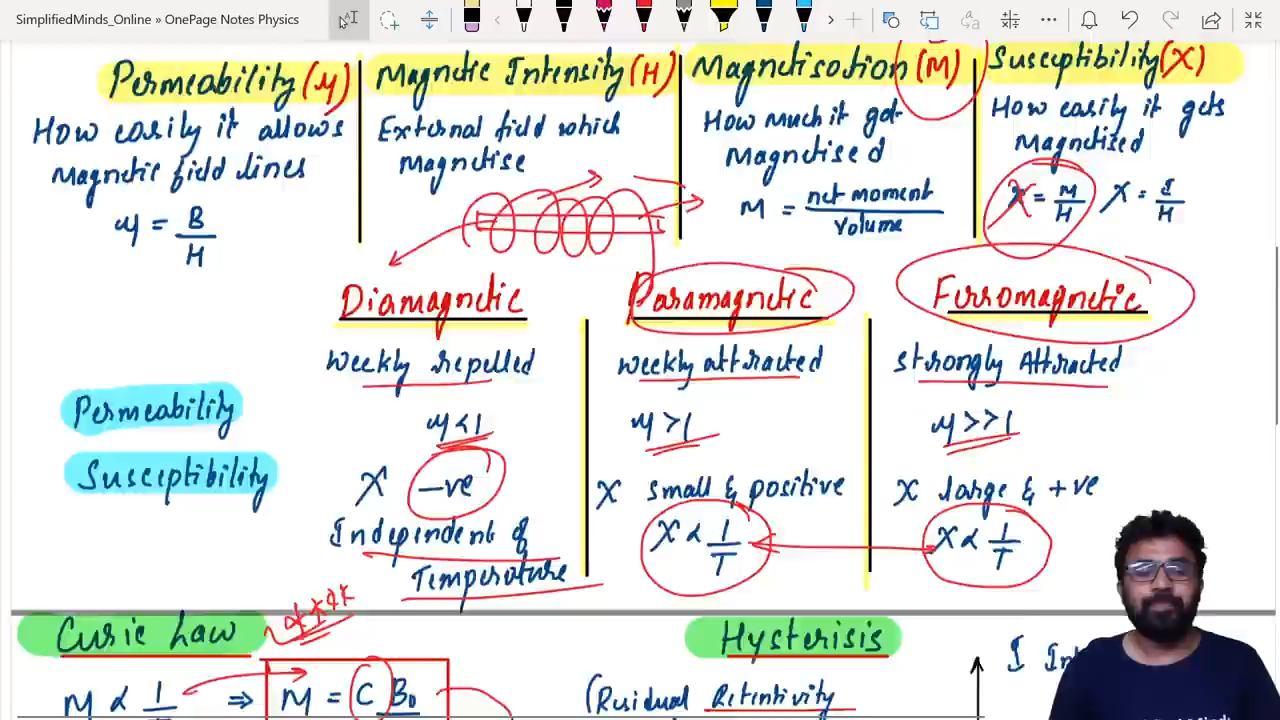 SimplifiedMinds_Online » OnePage Notes Physics
Permeability (μ)
How easily it allows
Magnetic field lines
μ = B/H
Magnetic Intensity (H)
External field which
Magnetise
Magnetisation (M)
How much it got
Magnetised
M = net moment / Volume
Susceptibility (X)
How easily it gets
Magnetised
X = M/H X = I/H
Diamagnetic
Paramagnetic
Ferromagnetic
Weekly repelled
Weekly attracted
Strongly Attracted
Permeability
μ < 1
μ > 1
μ >> 1
Susceptibility
X -ve
X small & positive
X large & +ve
Independent of
Temperature
X ∝ 1/T
X ∝ 1/T
Curie Law
Hysterisis
M ∝ 1 ⇒ M = C B₀
(Residual Retentivity
I